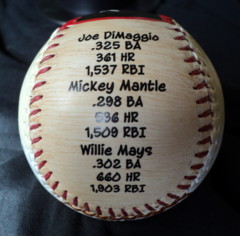 Joe DiMaggio
.325 BA
361 HR
1,537 RBI
Mickey Mantle
.298 BA
536 HR
1,509 RBI
Willie Mays
.302 BA
660 HR
1,903 RBI